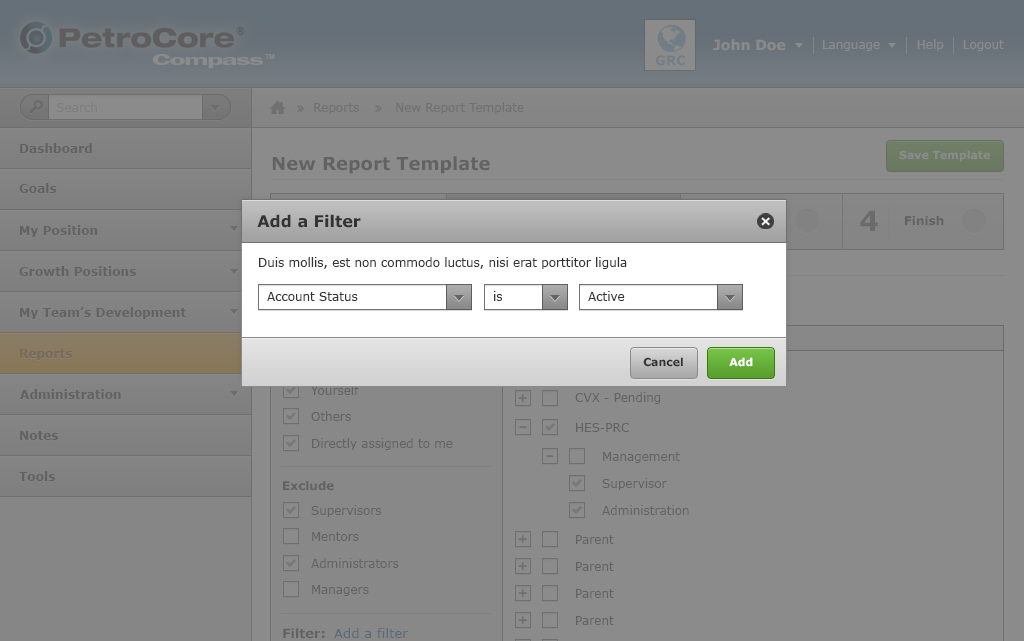 PetroCore®
Compass™
GRC
John Doe
Language
Help
Logout
Search
Reports
»
New Report Template
Dashboard
Goals
My Position
Growth Positions
My Team's Development
Reports
Administration
Notes
Tools
New Report Template
Save Template
4 Finish
Add a Filter
Duis mollis, est non commodo luctus, nisi erat porttitor ligula
Account Status
is
Active
Cancel
Add
Yourself
Others
Directly assigned to me
Exclude
Supervisors
Mentors
Administrators
Managers
Filter: Add a filter
CVX - Pending
HES-PRC
Management
Supervisor
Administration
Parent
Parent
Parent
Parent